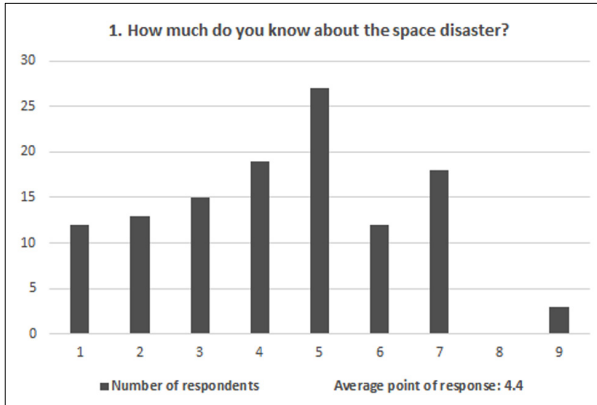 1. How much do you know about the space disaster?
30
25
20
15
10
5
0
1 2 3 4 5 6 7 8 9
Number of respondents Average point of response: 4.4